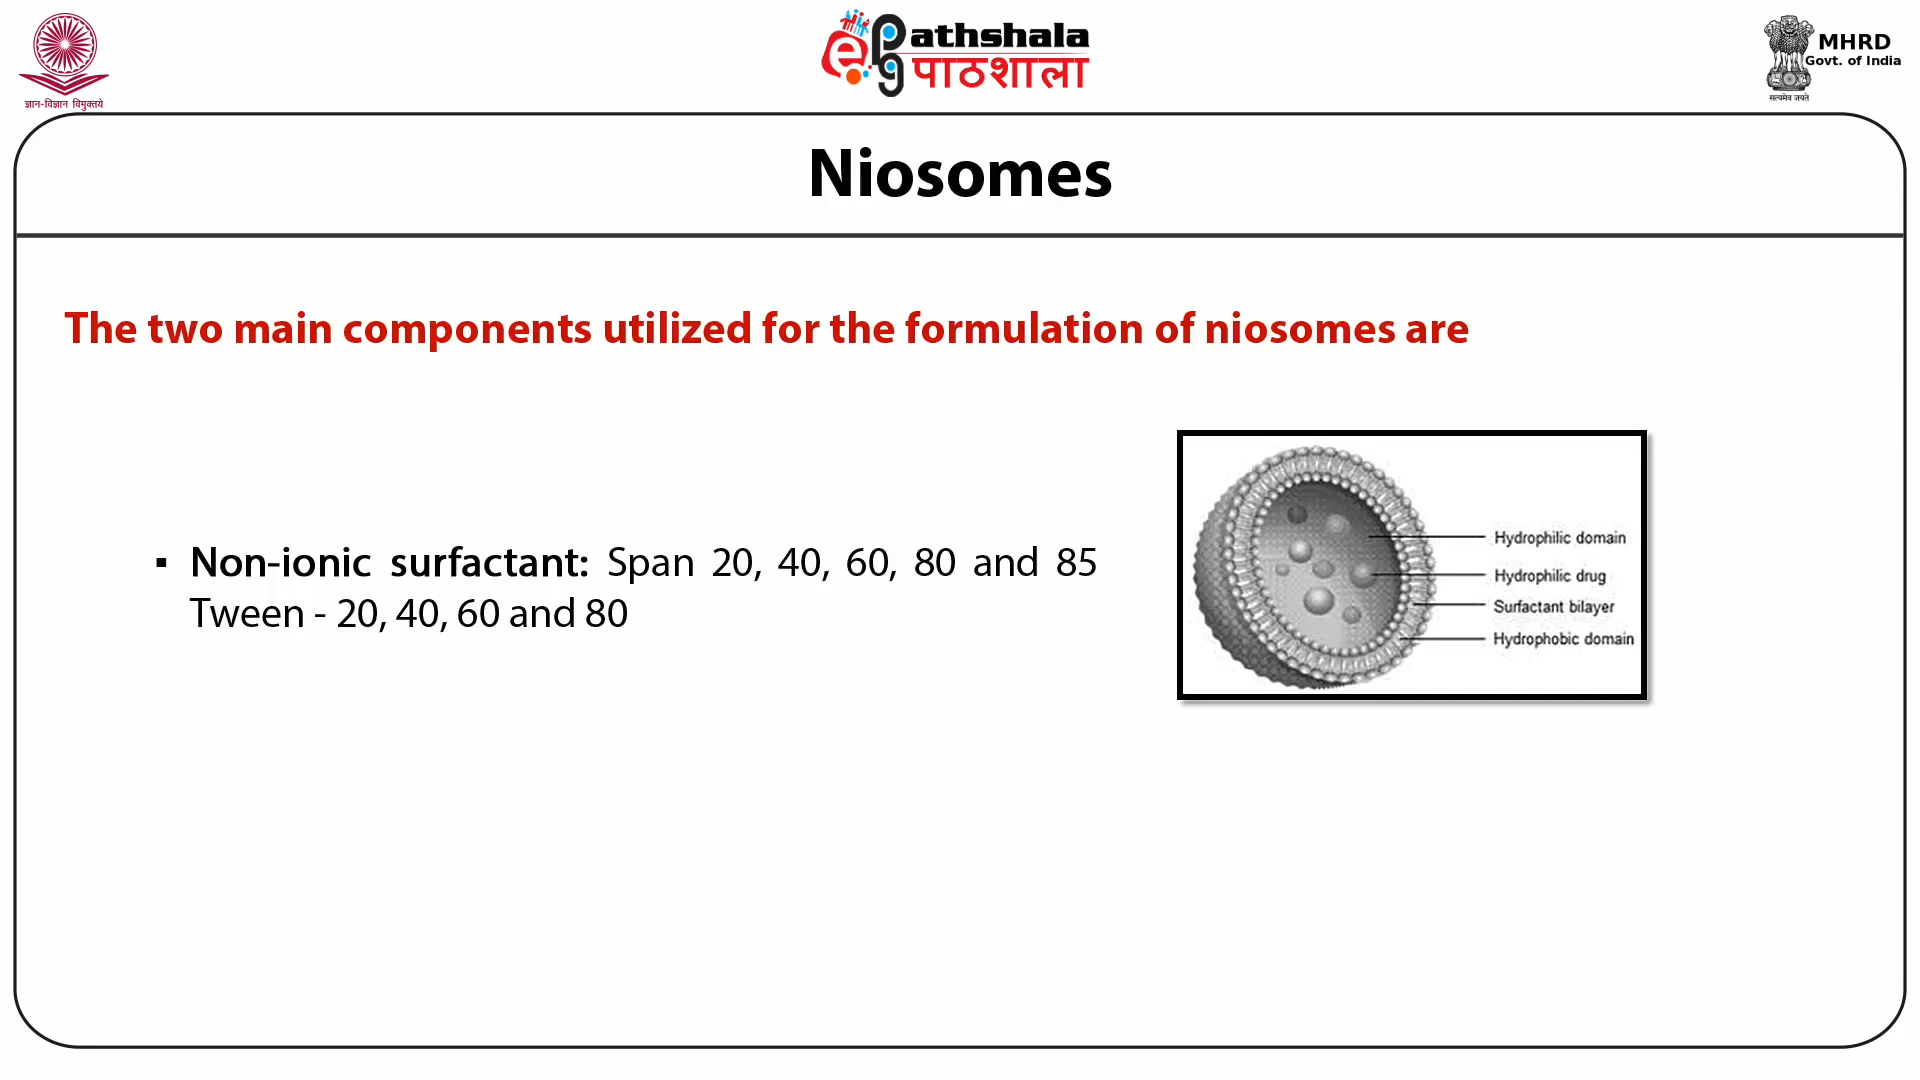 ज्ञान-विज्ञान विमुक्तये
ePG athshala
पाठशाला
MHRD
Govt. of India
सत्यमेव जयते
Niosomes
The two main components utilized for the formulation of niosomes are
▪ Non-ionic surfactant: Span 20, 40, 60, 80 and 85
Tween - 20, 40, 60 and 80
Hydrophilic domain
Hydrophilic drug
Surfactant bilayer
Hydrophobic domain